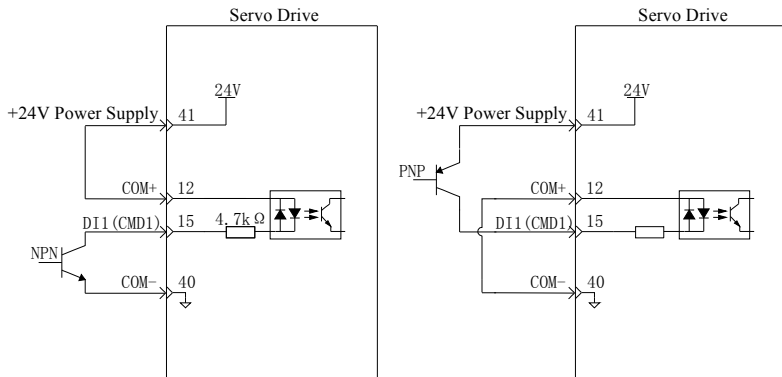 Servo Drive
24V
+24V Power Supply
41
COM+
12
DI1(CMD1)
15
4.7kΩ
NPN
COM-
40
Servo Drive
24V
+24V Power Supply
41
PNP
COM+
12
DI1(CMD1)
15
COM-
40